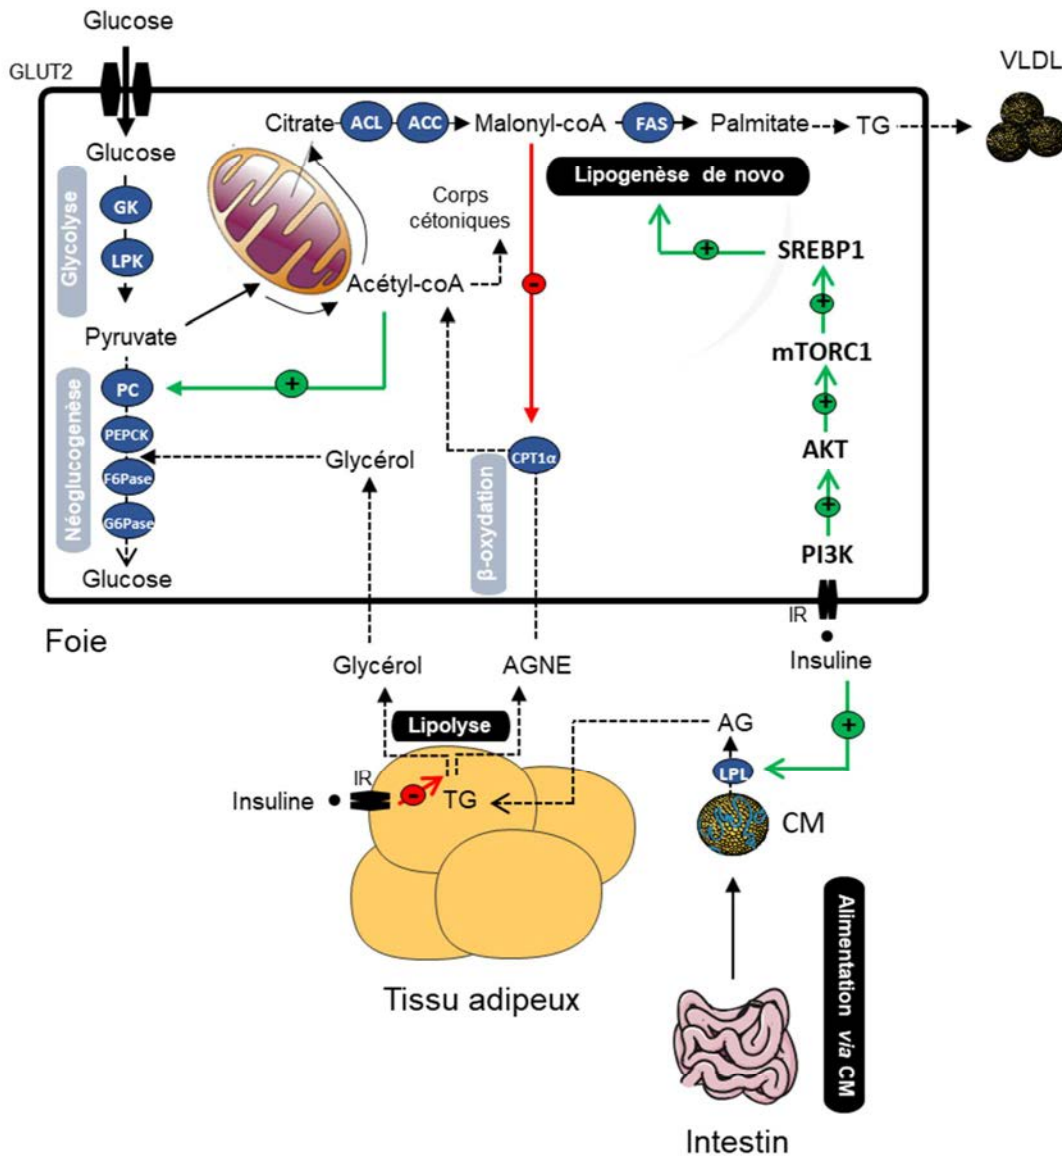 Glucose
GLUT2
VLDL
Citrate
ACL
ACC
Malonyl-coA
FAS
Palmitate
TG
Glucose
Lipogenèse de novo
Glycolyse
GK
LPK
Corps
cétoniques
SREBP1
Acétyl-coA
Pyruvate
mTORC1
Néoglucogenèse
PC
PEPCK
F6Pase
G6Pase
Glucose
Glycérol
CPT1α
β-oxydation
AKT
PI3K
IR
Foie
Insuline
Glycérol
AGNE
Lipolyse
AG
LPL
IR
Insuline
TG
CM
Alimentation via CM
Tissu adipeux
Intestin